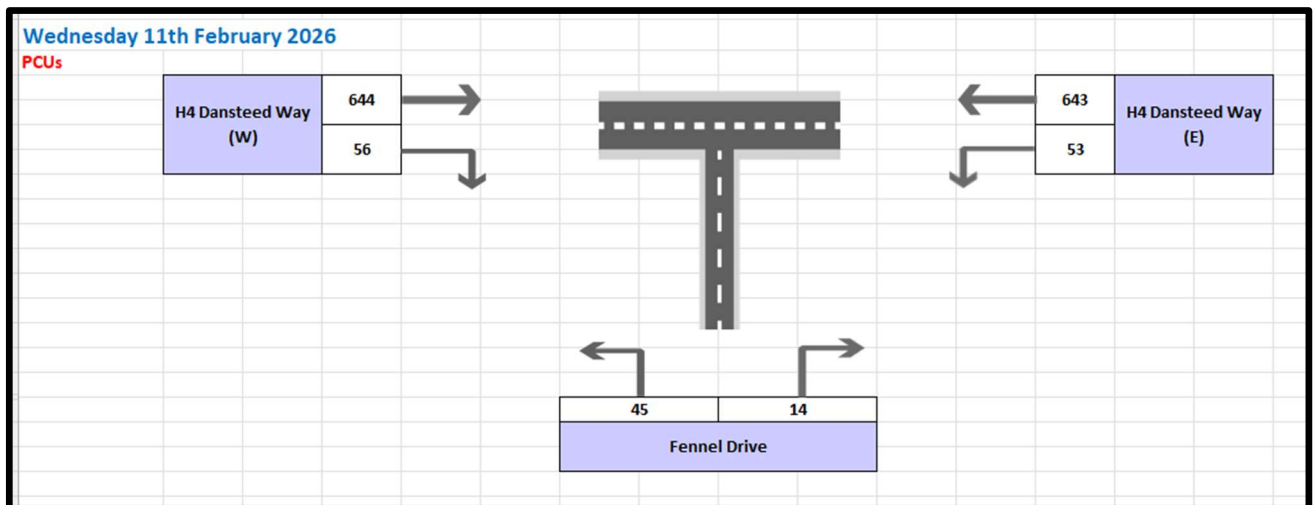 Wednesday 11th February 2026
PCUs
H4 Dansteed Way
(W)
644
56
643
53
H4 Dansteed Way
(E)
45
14
Fennel Drive